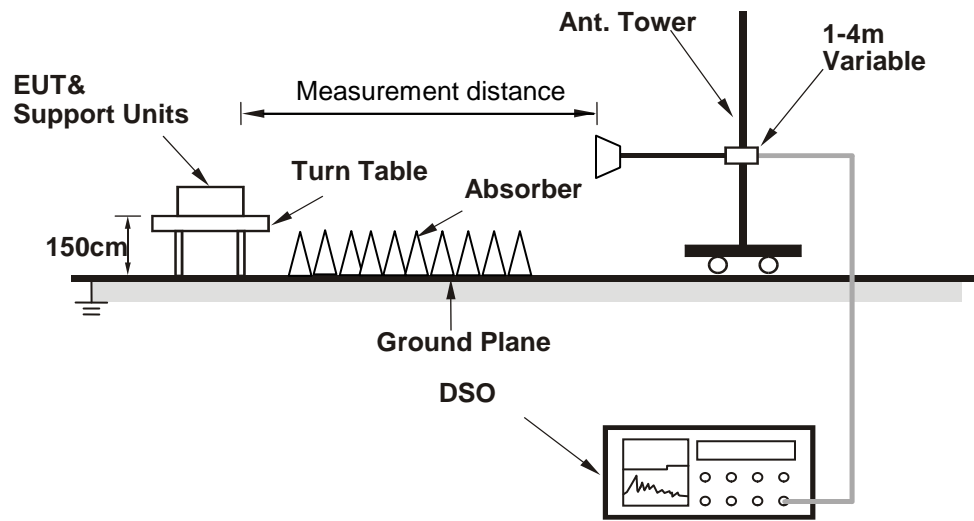 Ant. Tower
1-4m
Variable
EUT&
Support Units
Measurement distance
Turn Table
Absorber
150cm
Ground Plane
DSO